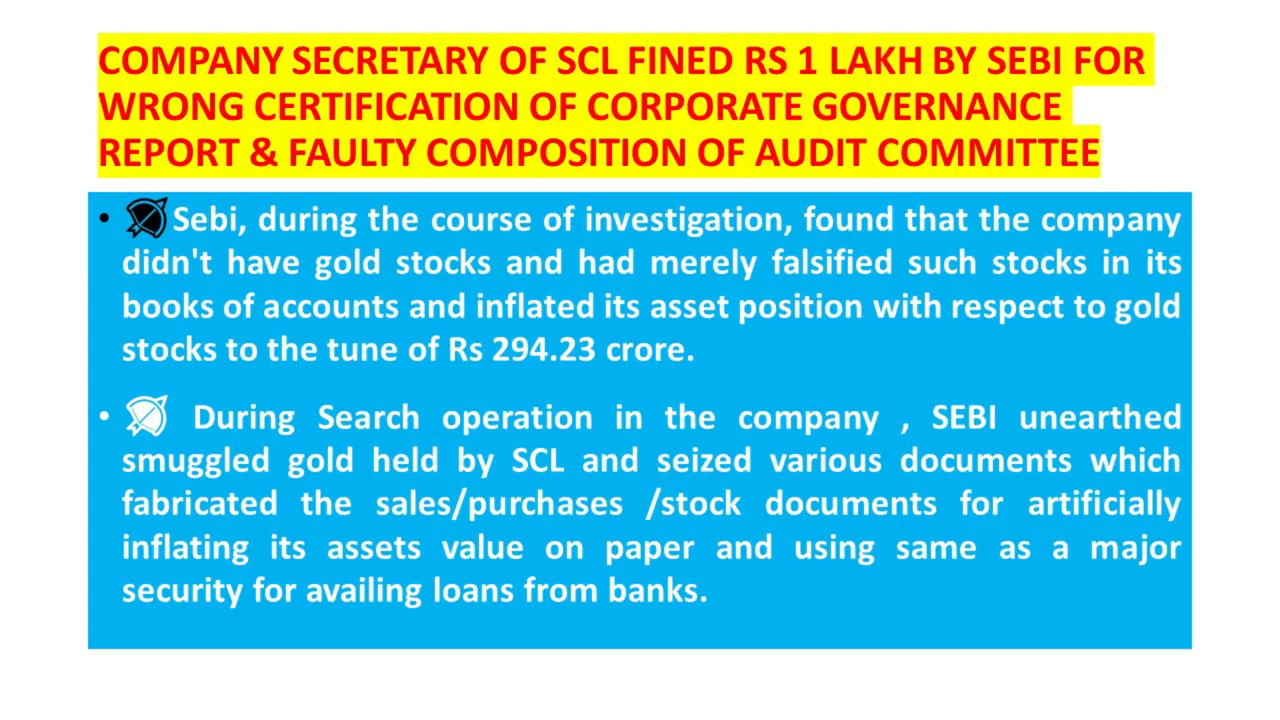 COMPANY SECRETARY OF SCL FINED RS 1 LAKH BY SEBI FOR
WRONG CERTIFICATION OF CORPORATE GOVERNANCE
REPORT & FAULTY COMPOSITION OF AUDIT COMMITTEE
• Sebi, during the course of investigation, found that the company
didn't have gold stocks and had merely falsified such stocks in its
books of accounts and inflated its asset position with respect to gold
stocks to the tune of Rs 294.23 crore.
• During Search operation in the company , SEBI unearthed
smuggled gold held by SCL and seized various documents which
fabricated the sales/purchases /stock documents for artificially
inflating its assets value on paper and using same as a major
security for availing loans from banks.